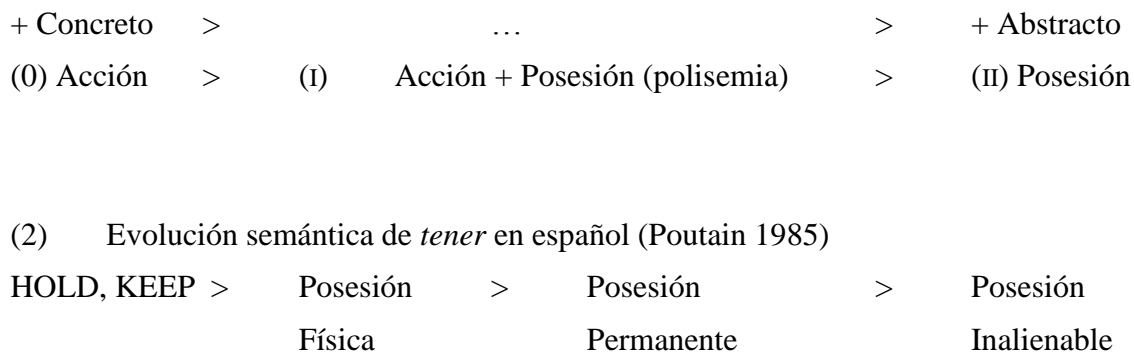 + Concreto > … > + Abstracto
(0) Acción > (I) Acción + Posesión (polisemia) > (II) Posesión
(2) Evolución semántica de tener en español (Poutain 1985)
HOLD, KEEP > Posesión > Posesión > Posesión
Física Permanente Inalienable